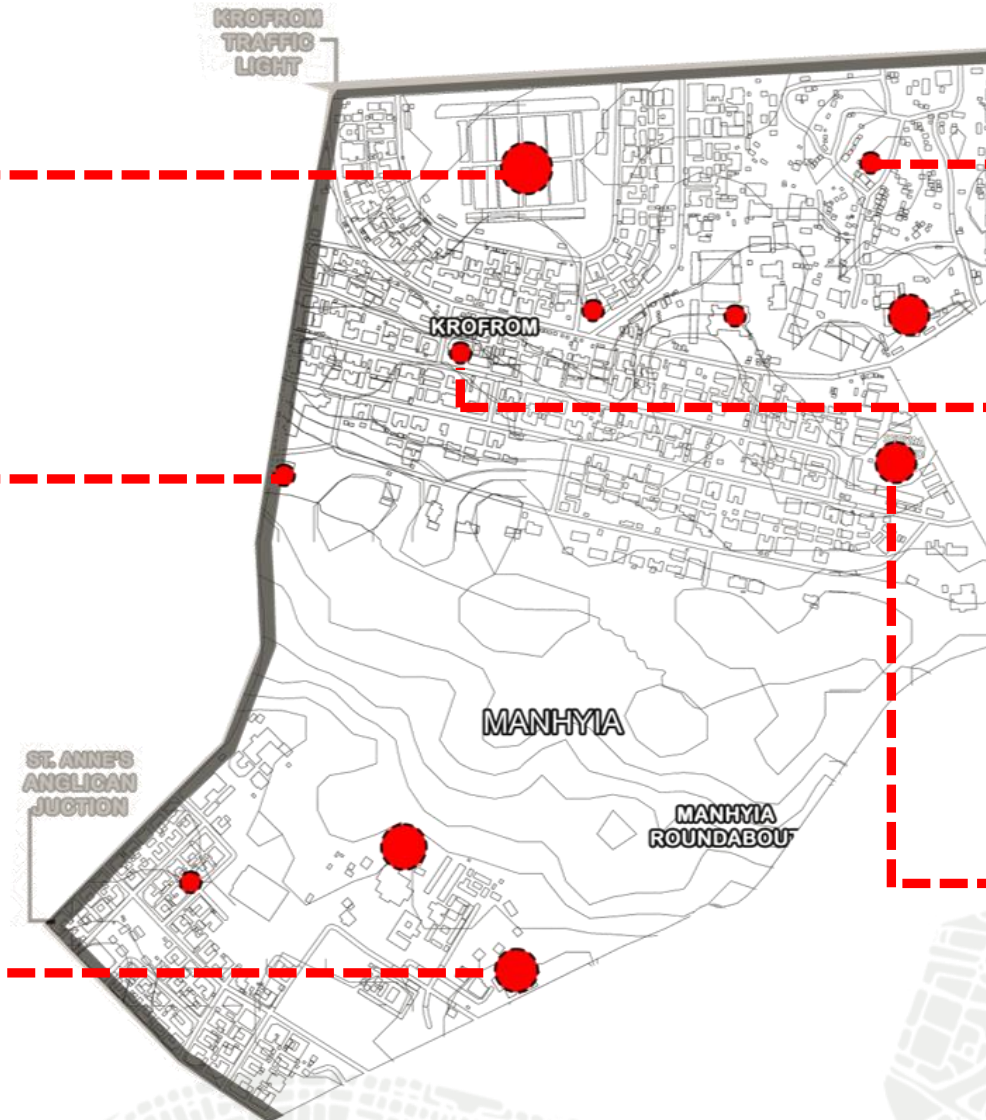 KROFROM
TRAFFIC
LIGHT
KROFROM
MANHYIA
ST. ANNE'S
ANGLICAN
JUCTION
MANHYIA
ROUNDABOUT